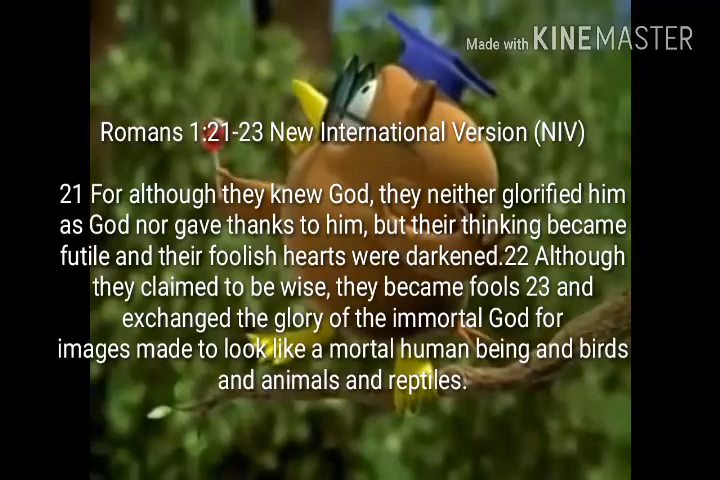 Made with KINEMASTER
Romans 1:21-23 New International Version (NIV)
21 For although they knew God, they neither glorified him
as God nor gave thanks to him, but their thinking became
futile and their foolish hearts were darkened.22 Although
they claimed to be wise, they became fools 23 and
exchanged the glory of the immortal God for
images made to look like a mortal human being and birds
and animals and reptiles.